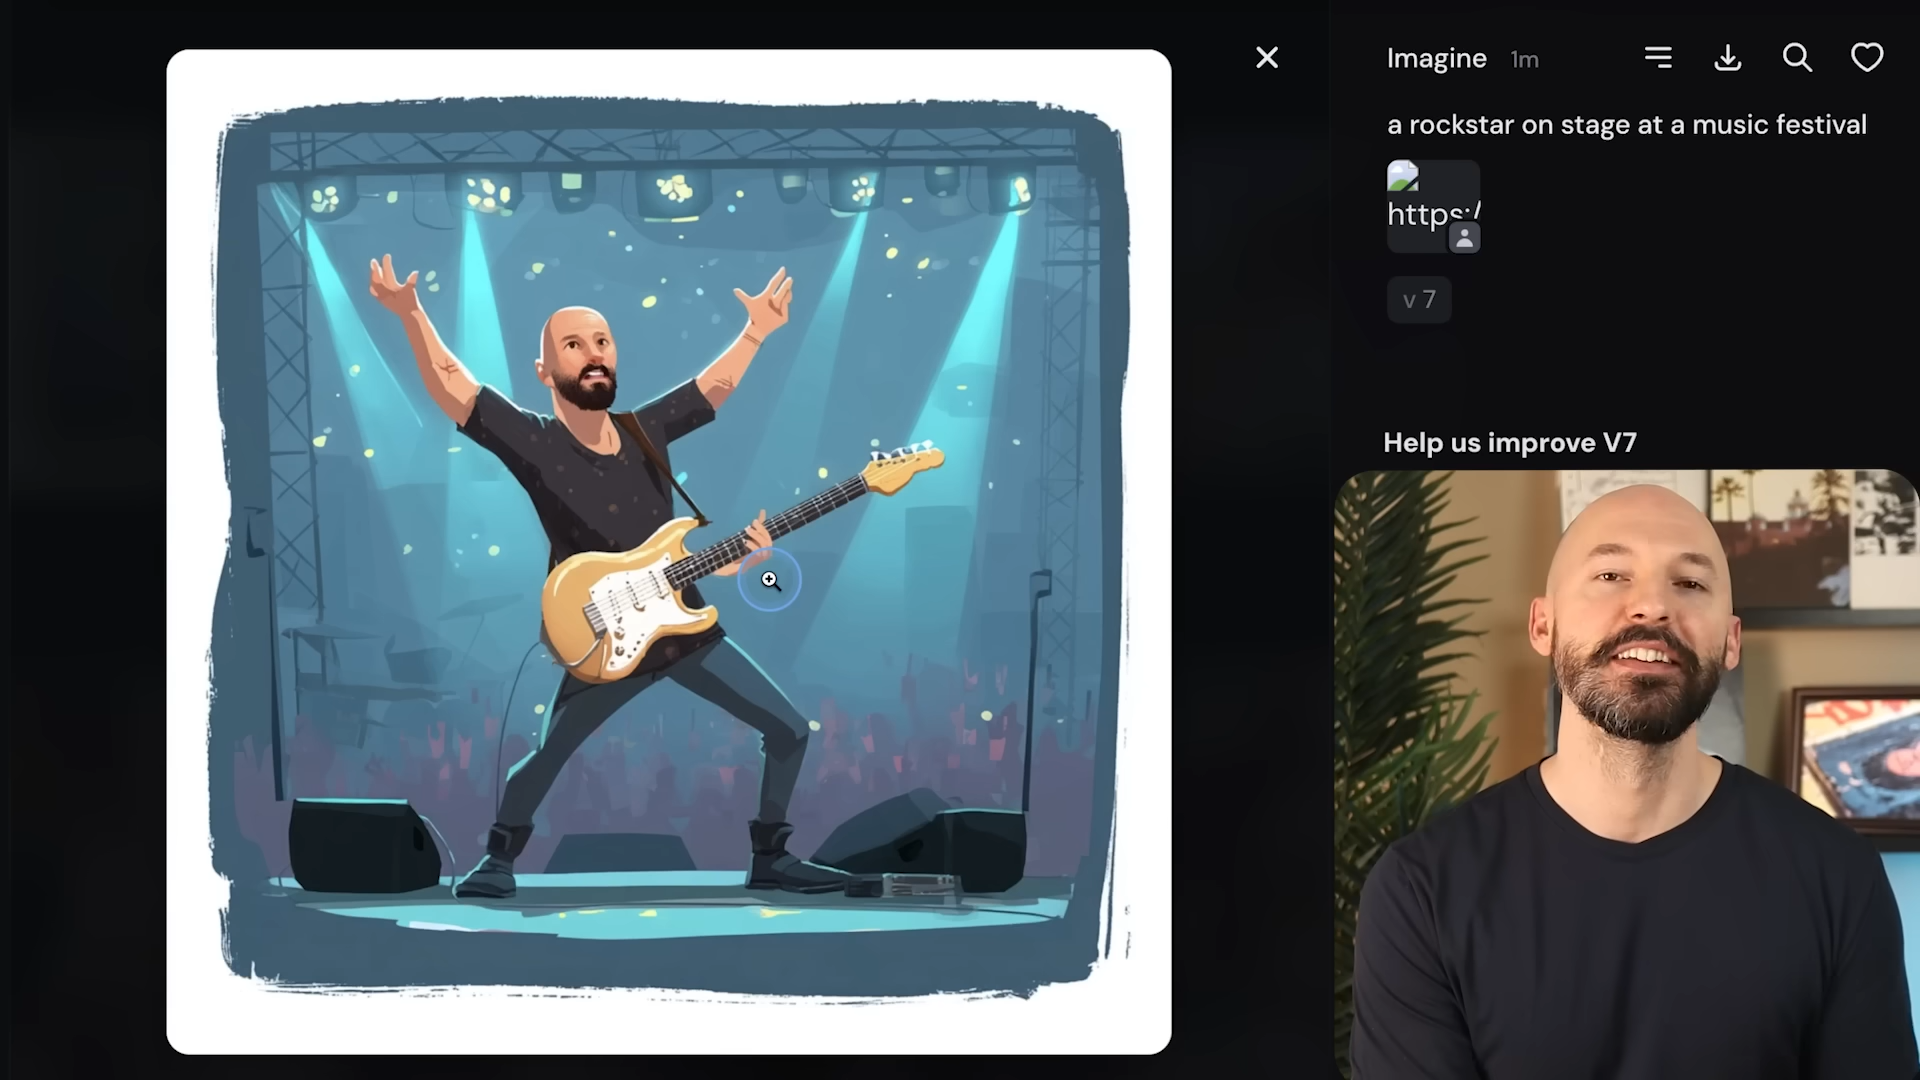 Imagine 1m
a rockstar on stage at a music festival
https:/
v 7
Help us improve V7